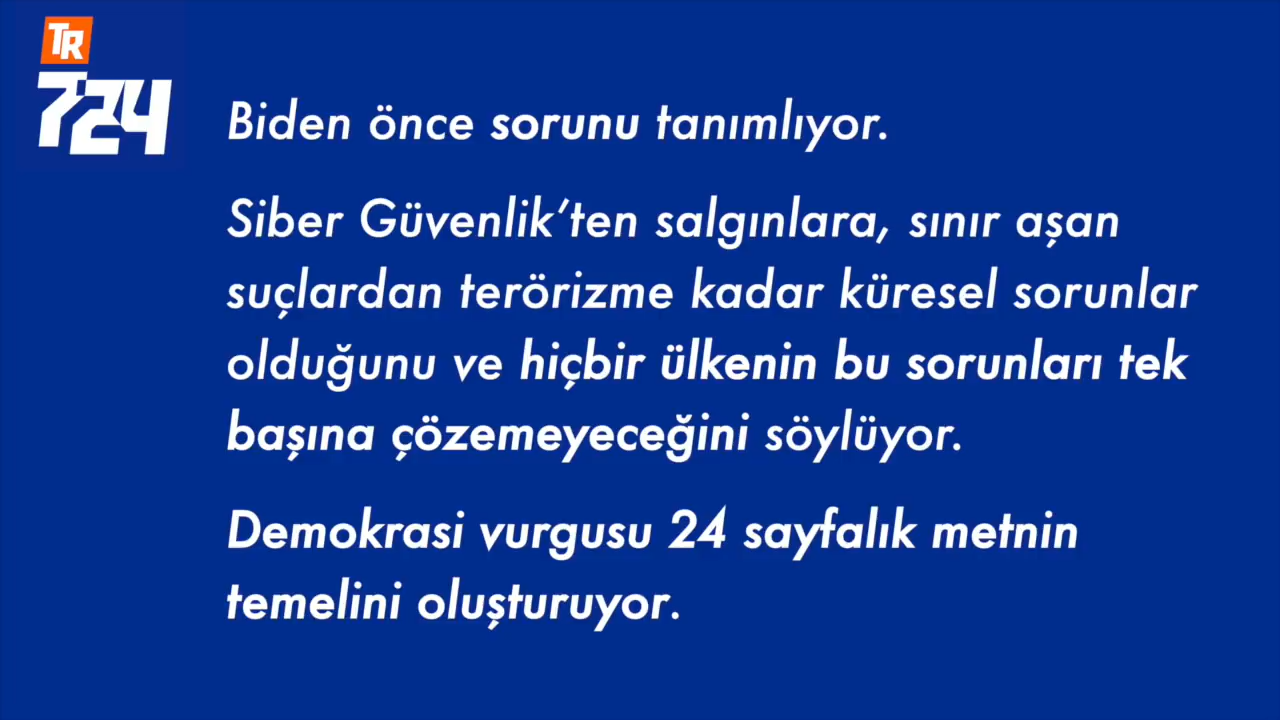 TR
724
Biden önce sorunu tanımlıyor.
Siber Güvenlik’ten salgınlara, sınır aşan
suçlardan terörizme kadar küresel sorunlar
olduğunu ve hiçbir ülkenin bu sorunları tek
başına çözemeyeceğini söylüyor.
Demokrasi vurgusu 24 sayfalık metnin
temelini oluşturuyor.